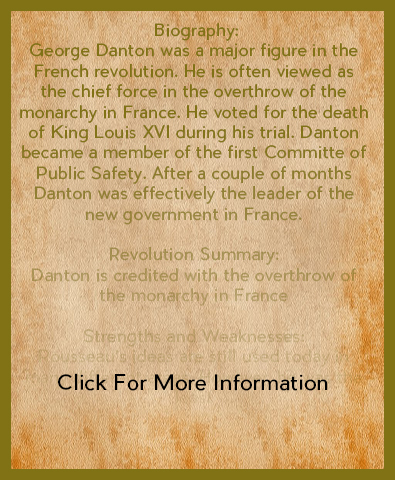 Biography:
George Danton was a major figure in the
French revolution. He is often viewed as
the chief force in the overthrow of the
monarchy in France. He voted for the death
of King Louis XVI during his trial. Danton
became a member of the first Committe of
Public Safety. After a couple of months
Danton was effectively the leader of the
new government in France.
Revolution Summary:
Danton is credited with the overthrow of
the monarchy in France
Strengths and Weaknesses:
Rousseau's ideas are still used today in
Click For More Information